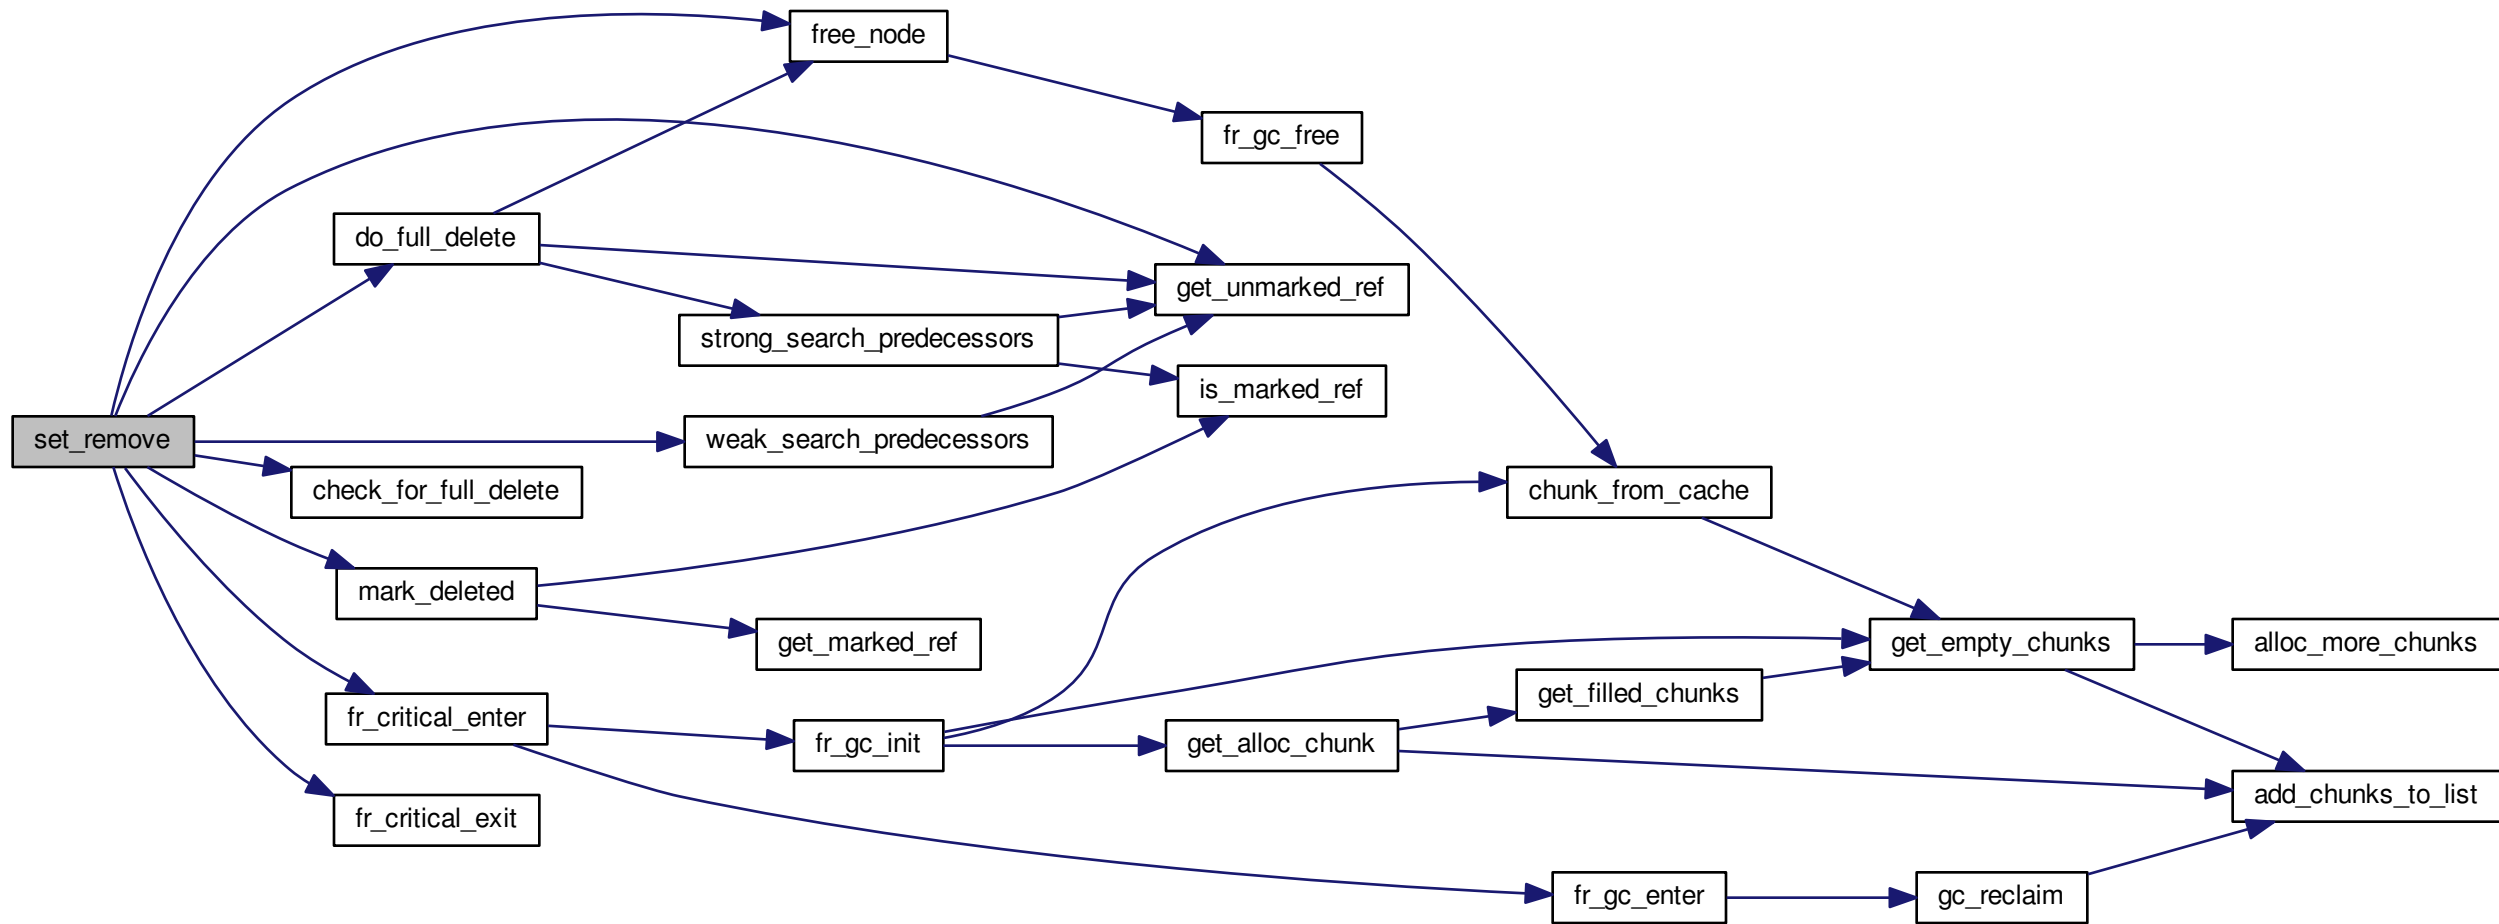 free_node
fr_gc_free
do_full_delete
get_unmarked_ref
strong_search_predecessors
is_marked_ref
set_remove
weak_search_predecessors
check_for_full_delete
chunk_from_cache
mark_deleted
get_marked_ref
get_empty_chunks
alloc_more_chunks
get_filled_chunks
fr_critical_enter
fr_gc_init
get_alloc_chunk
add_chunks_to_list
fr_critical_exit
fr_gc_enter
gc_reclaim